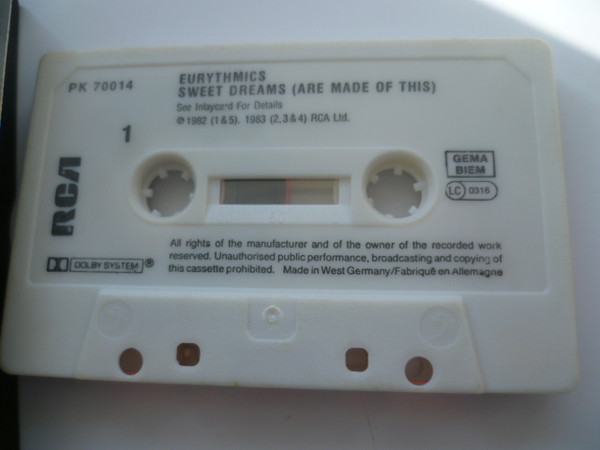 PK 70014
EURYTHMICS
SWEET DREAMS (ARE MADE OF THIS)
See Inlaycard For Details
℗1982 (1&5), 1983 (2,3&4) RCA Ltd.
1
GEMA
BIEM
LC 0316
RCA
All rights of the manufacturer and of the owner of the recorded work
reserved. Unauthorised public performance, broadcasting and copying of
this cassette prohibited. Made in West Germany/Fabriqué en Allemagne
DOLBY SYSTEM®